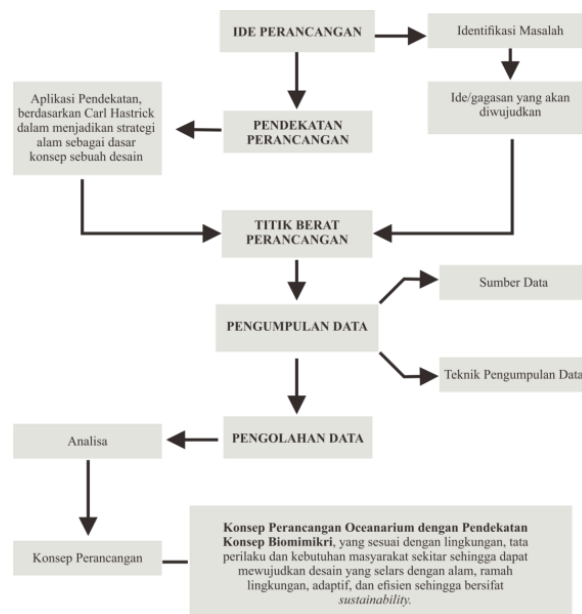 IDE PERANCANGAN
Identifikasi Masalah
Aplikasi Pendekatan,
berdasarkan Carl Hastrick
dalam menjadikan strategi
alam sebagai dasar
konsep sebuah desain
PENDEKATAN
PERANCANGAN
Ide/gagasan yang akan
diwujudkan
TITIK BERAT
PERANCANGAN
Sumber Data
PENGUMPULAN DATA
Teknik Pengumpulan Data
PENGOLAHAN DATA
Analisa
Konsep Perancangan
Konsep Perancangan Oceanarium dengan Pendekatan
Konsep Biomimikri, yang sesuai dengan lingkungan, tata
perilaku dan kebutuhan masyarakat sekitar sehingga dapat
mewujudkan desain yang selars dengan alam, ramah
lingkungan, adaptif, dan efisien sehingga bersifat
sustainability.